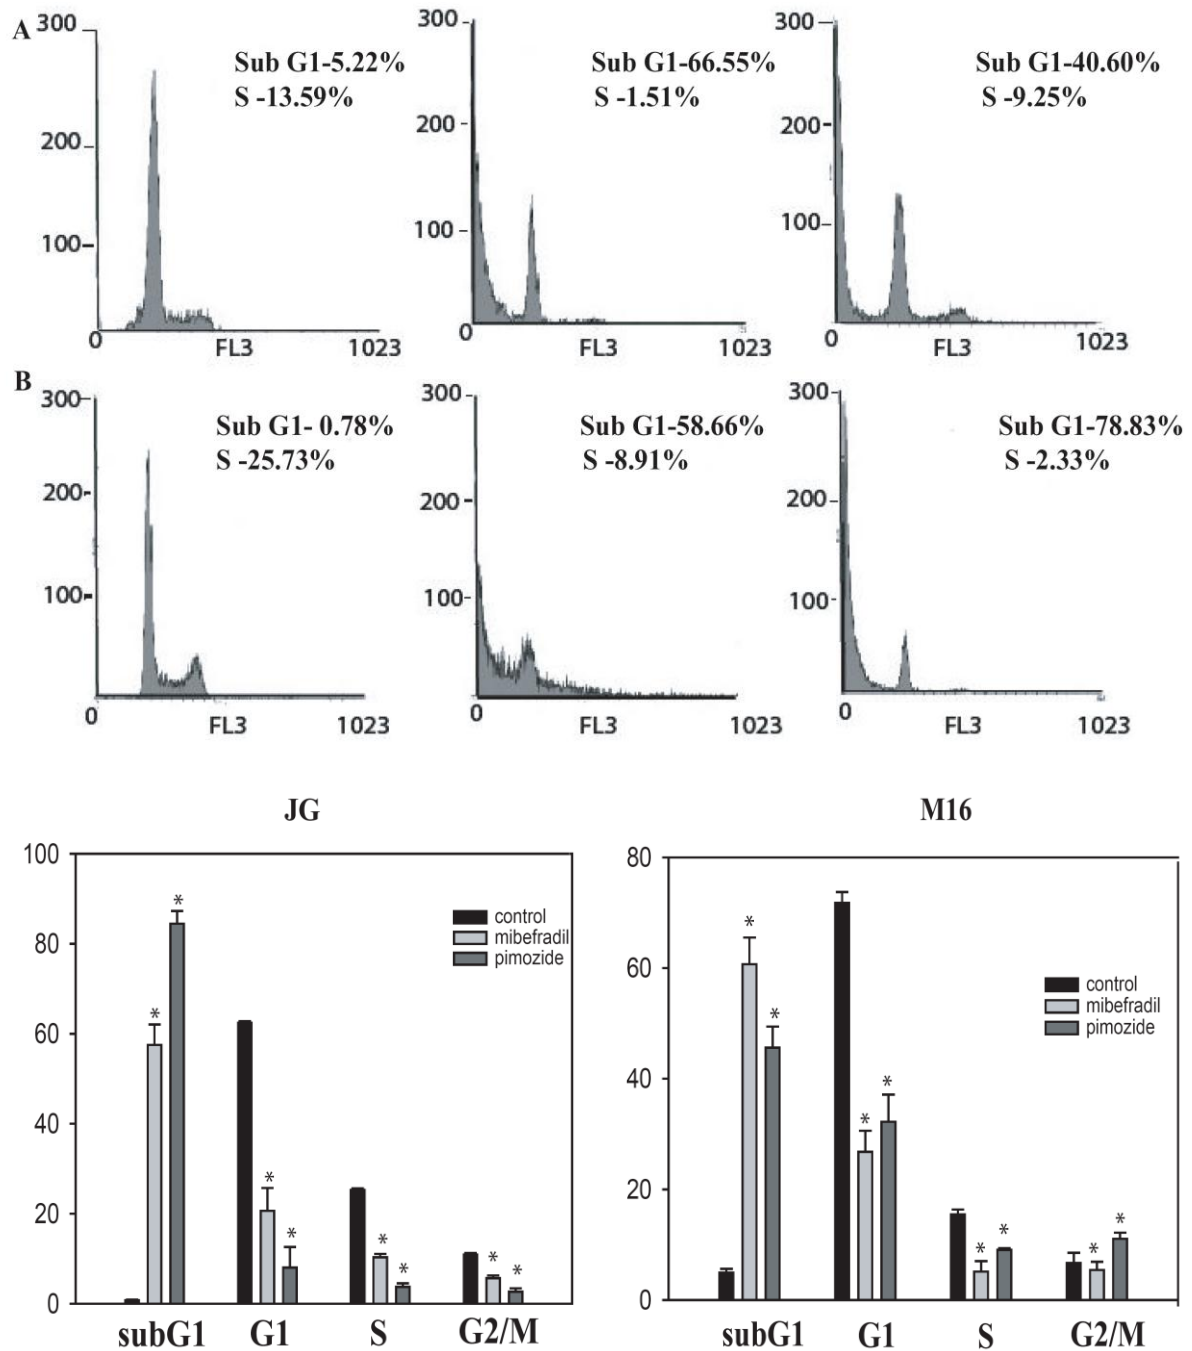 A
300
200
100
0
FL3
1023
Sub G1-5.22%
S -13.59%
300
200
100
0
FL3
1023
Sub G1-66.55%
S -1.51%
300
200
100
0
FL3
1023
Sub G1-40.60%
S -9.25%
B
300
200
100
0
FL3
1023
Sub G1- 0.78%
S -25.73%
300
200
100
0
FL3
1023
Sub G1-58.66%
S -8.91%
300
200
100
0
FL3
1023
Sub G1-78.83%
S -2.33%
JG
100
80
60
40
20
0
control
mibefradil
pimozide
* *
* *
* *
* *
subG1 G1 S G2/M
M16
80
60
40
20
0
control
mibefradil
pimozide
* *
* *
* *
* *
subG1 G1 S G2/M